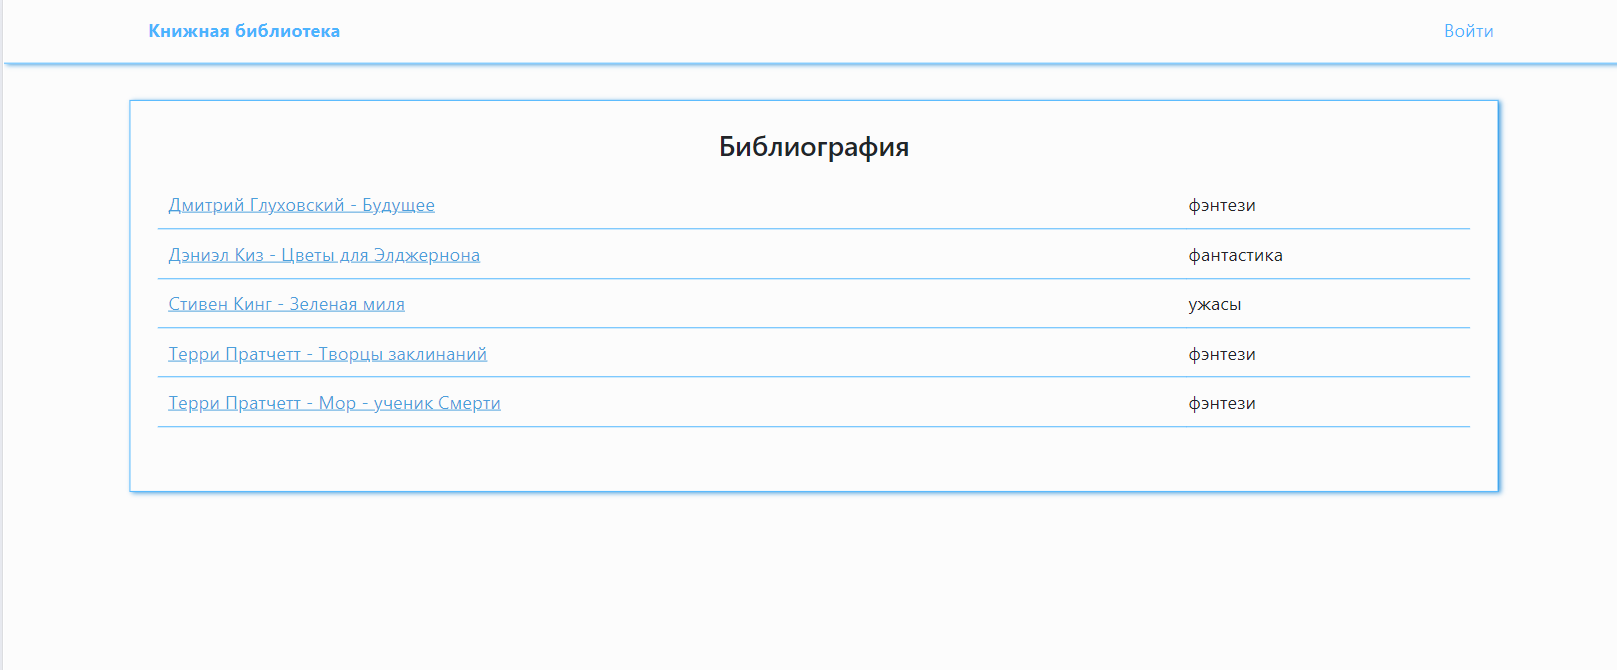 Книжная библиотека Войти
Библиография
Дмитрий Глуховский - Будущее фэнтези
Дэниэл Киз - Цветы для Элджернона фантастика
Стивен Кинг - Зеленая миля ужасы
Терри Пратчетт - Творцы заклинаний фэнтези
Терри Пратчетт - Мор - ученик Смерти фэнтези